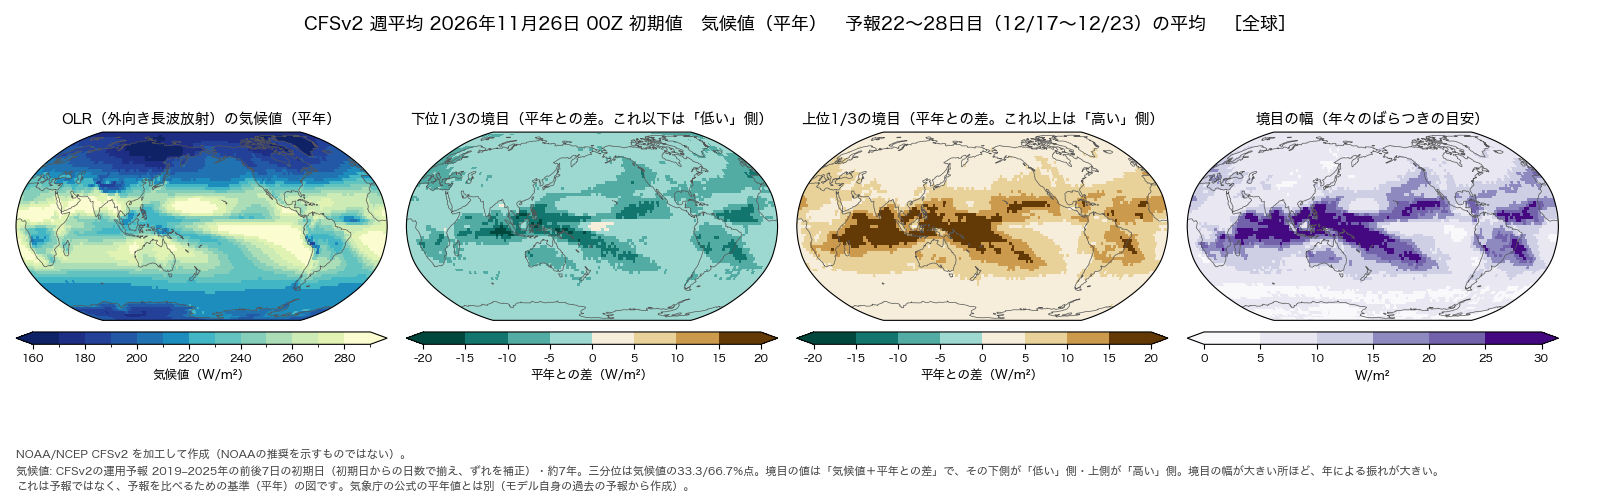 CFSv2 週平均 2026年11月26日 00Z 初期値　気候値（平年）　予報22〜28日目（12/17〜12/23）の平均　［全球］
OLR（外向き長波放射）の気候値（平年）
下位1/3の境目（平年との差。これ以下は「低い」側）
上位1/3の境目（平年との差。これ以上は「高い」側）
境目の幅（年々のばらつきの目安）
160 180 200 220 240 260 280
-20 -15 -10 -5 0 5 10 15 20
-20 -15 -10 -5 0 5 10 15 20
0 5 10 15 20 25 30
気候値（W/m²）
平年との差（W/m²）
平年との差（W/m²）
W/m²
NOAA/NCEP CFSv2 を加工して作成（NOAAの推奨を示すものではない）。
気候値: CFSv2の運用予報 2019–2025年の前後7日の初期日（初期日からの日数で揃え、ずれを補正）・約7年。三分位は気候値の33.3/66.7%点。境目の値は「気候値＋平年との差」で、その下側が「低い」側・上側が「高い」側。境目の幅が大きい所ほど、年による振れが大きい。
これは予報ではなく、予報を比べるための基準（平年）の図です。気象庁の公式の平年値とは別（モデル自身の過去の予報から作成）。